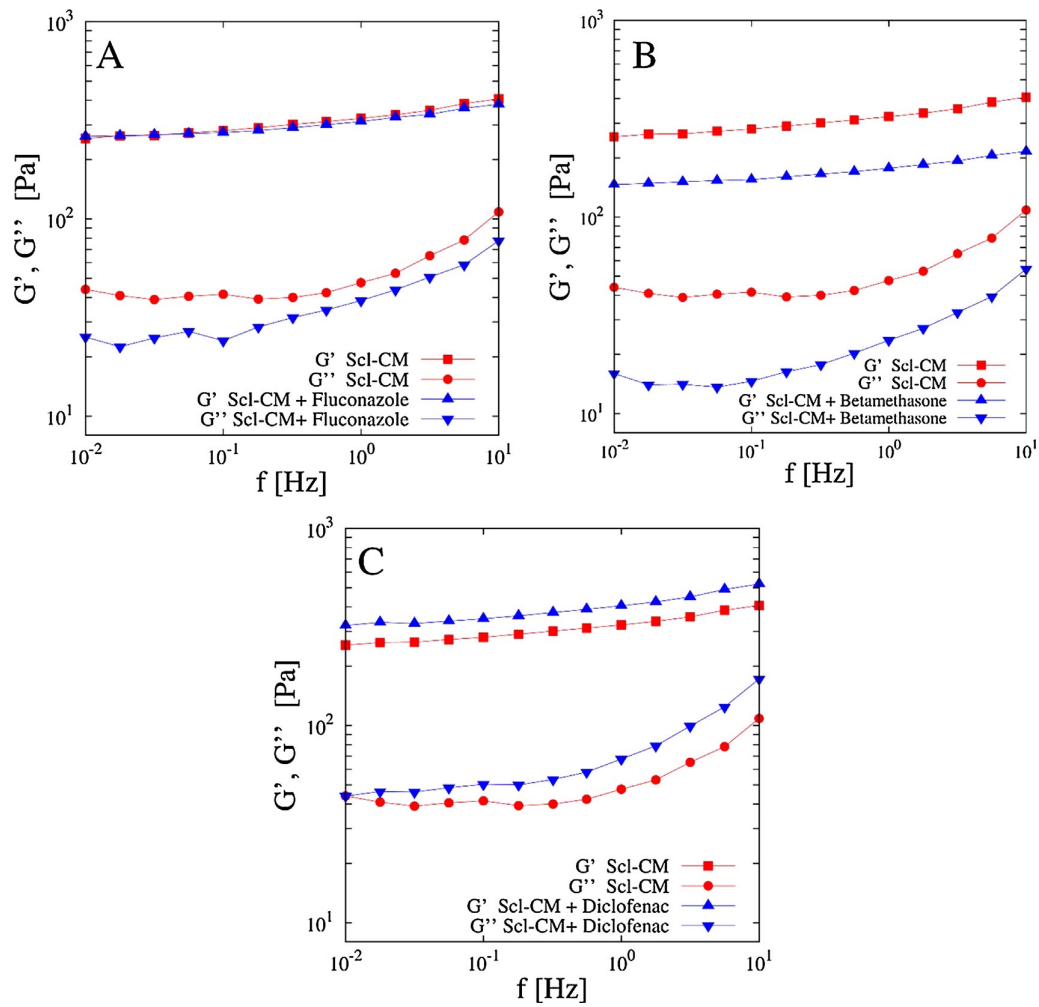 A
10³
10²
10¹
G’, G’’ [Pa]
G’ Scl-CM
G’’ Scl-CM
G’ Scl-CM + Fluconazole
G’’ Scl-CM+ Fluconazole
10⁻² 10⁻¹ 10⁰ 10¹
f [Hz]
B
10³
10²
10¹
G’, G’’ [Pa]
G’ Scl-CM
G’’ Scl-CM
G’ Scl-CM + Betamethasone
G’’ Scl-CM+ Betamethasone
10⁻² 10⁻¹ 10⁰ 10¹
f [Hz]
C
10³
10²
10¹
G’, G’’ [Pa]
G’ Scl-CM
G’’ Scl-CM
G’ Scl-CM + Diclofenac
G’’ Scl-CM+ Diclofenac
10⁻² 10⁻¹ 10⁰ 10¹
f [Hz]